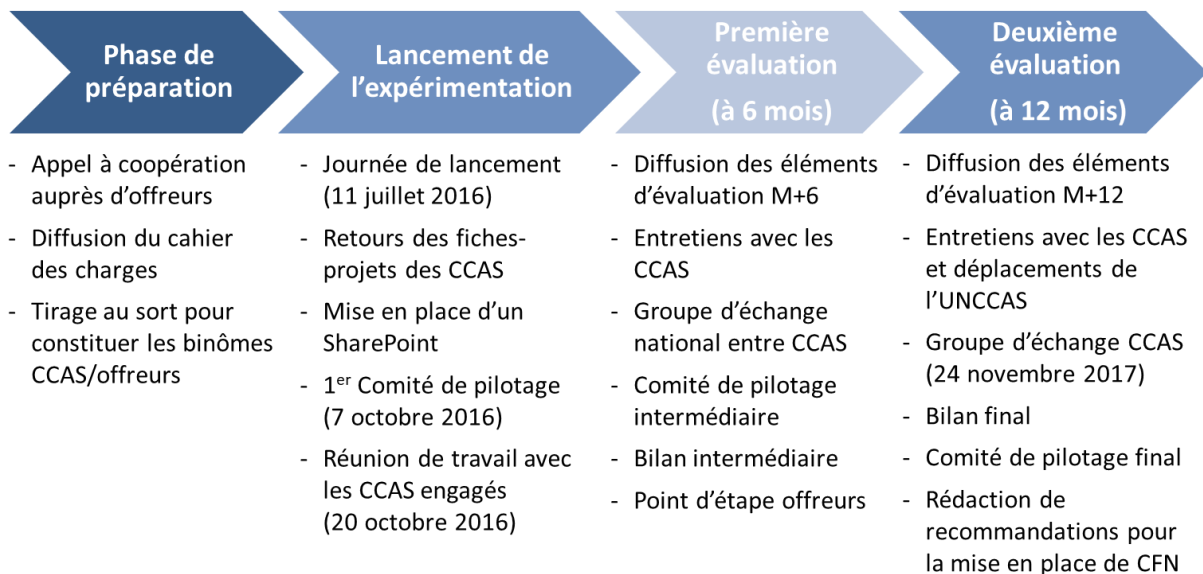 Phase de
préparation
Lancement de
l'expérimentation
Première
évaluation
(à 6 mois)
Deuxième
évaluation
(à 12 mois)
- Appel à coopération
auprès d'offreurs
- Diffusion du cahier
des charges
- Tirage au sort pour
constituer les binômes
CCAS/offreurs
- Journée de lancement
(11 juillet 2016)
- Retours des fiches-
projets des CCAS
- Mise en place d'un
SharePoint
- 1er Comité de pilotage
(7 octobre 2016)
- Réunion de travail avec
les CCAS engagés
(20 octobre 2016)
- Diffusion des éléments
d'évaluation M+6
- Entretiens avec les
CCAS
- Groupe d'échange
national entre CCAS
- Comité de pilotage
intermédiaire
- Bilan intermédiaire
- Point d'étape offreurs
- Diffusion des éléments
d'évaluation M+12
- Entretiens avec les CCAS
et déplacements de
l'UNCCAS
- Groupe d'échange CCAS
(24 novembre 2017)
- Bilan final
- Comité de pilotage final
- Rédaction de
recommandations pour
la mise en place de CFN